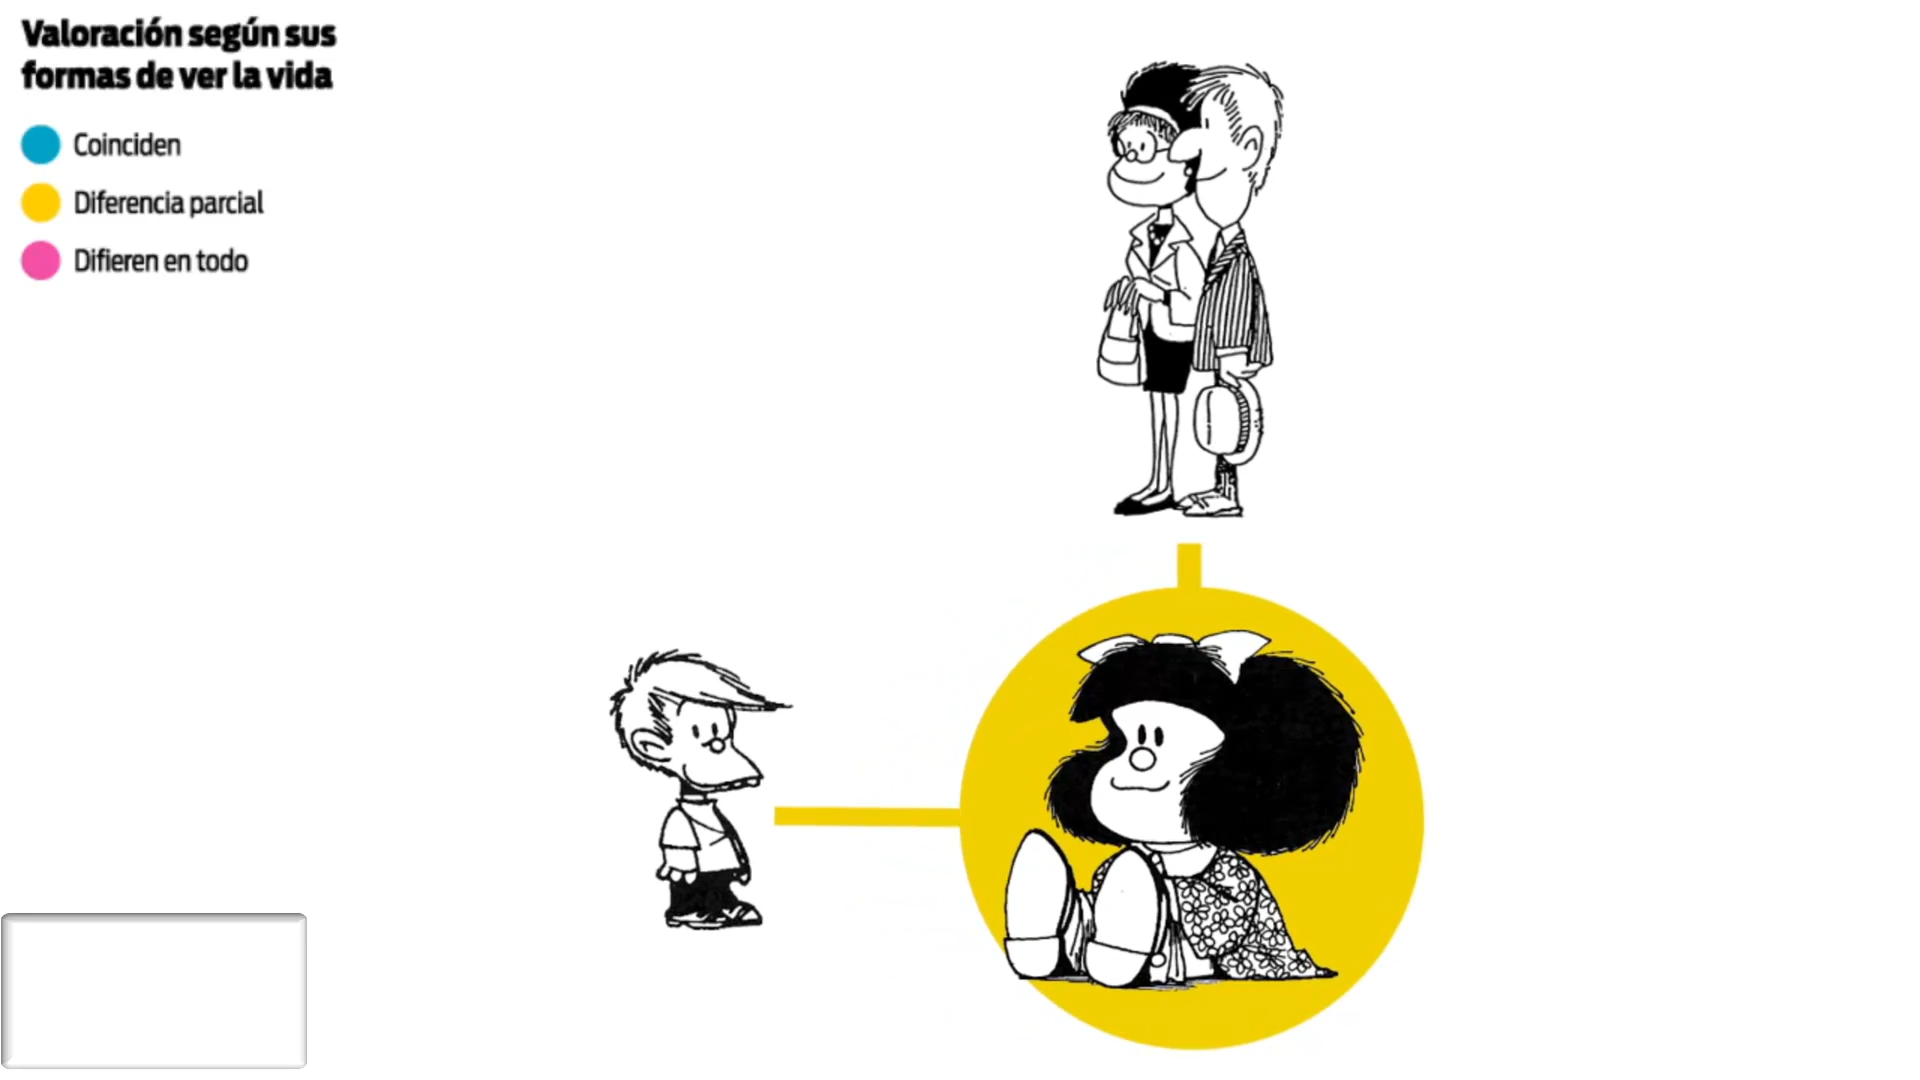 Valoración según sus
formas de ver la vida
Coinciden
Diferencia parcial
Difieren en todo